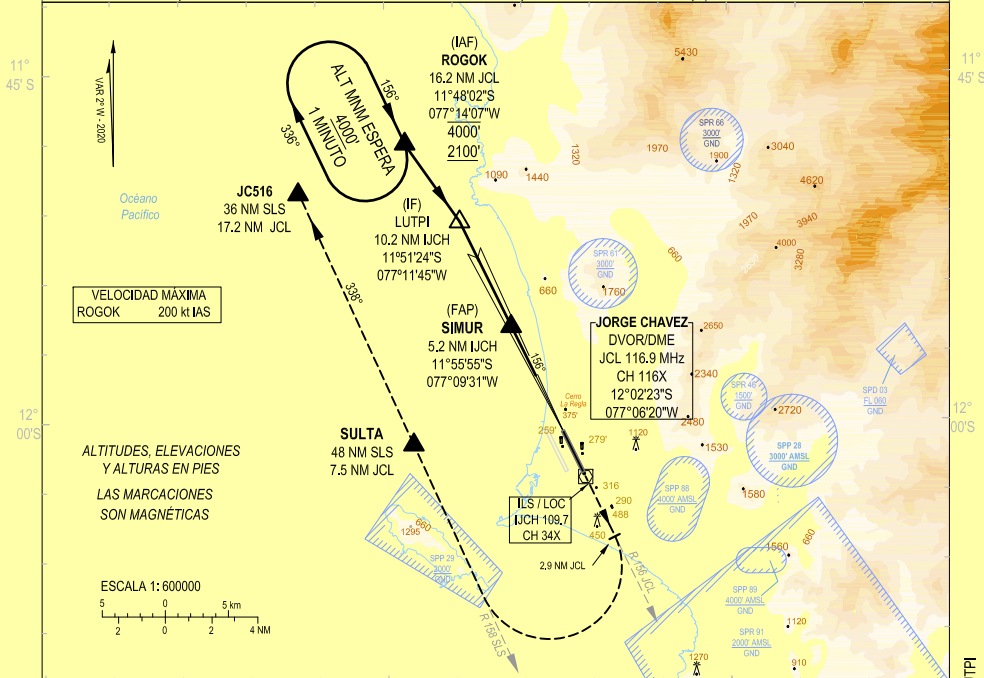 11°
45' S
11°
45' S
VAR 2° W - 2020
(IAF)
ROGOK
16.2 NM JCL
11°48'02"S
077°14'07"W
4000'
2100'
156°
ALT MNM ESPERA
4000'
1 MINUTO
336°
5430
SPR 66
3000'
GND
1900
3040
1970
1320
1320
4620
1090
1440
1970
3940
4000
3280
660
Océano
Pacífico
JC516
36 NM SLS
17.2 NM JCL
(IF)
LUTPI
10.2 NM IJCH
11°51'24"S
077°11'45"W
SPR 61
3000'
GND
1760
660
VELOCIDAD MÁXIMA
ROGOK 200 kt IAS
338°
(FAP)
SIMUR
5.2 NM IJCH
11°55'55"S
077°09'31"W
156°
JORGE CHAVEZ
DVOR/DME
JCL 116.9 MHz
CH 116X
12°02'23"S
077°06'20"W
2650
2340
2480
SPR 46
1500'
GND
SPD 03
FL 060
GND
2720
1530
12°
00'S
12°
00'S
Cerro
La Regla
375'
259'
279'
1120
SULTA
48 NM SLS
7.5 NM JCL
ALTITUDES, ELEVACIONES
Y ALTURAS EN PIES
LAS MARCACIONES
SON MAGNÉTICAS
SPP 28
3000' AMSL
GND
SPP 88
4000' AMSL
GND
1580
ILS / LOC
IJCH 109.7
CH 34X
316
290
488
450
2,9 NM JCL
660
1295
SPP 29
2000'
GND
R 156 JCL
R 158 SLS
1560
660
SPP 89
4000' AMSL
GND
SPP 91
2000' AMSL
GND
1120
910
1270
ESCALA 1: 600000
5 0 5 km
2 0 2 4 NM